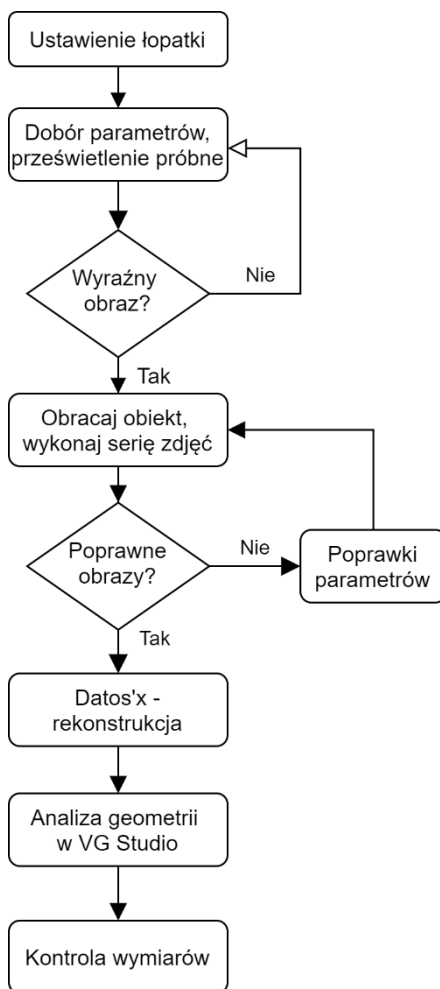 Ustawienie łopatki
Dobór parametrów,
prześwietlenie próbne
Wyraźny
obraz?
Nie
Tak
Obracaj obiekt,
wykonaj serię zdjęć
Poprawne
obrazy?
Nie
Poprawki
parametrów
Tak
Datos'x -
rekonstrukcja
Analiza geometrii
w VG Studio
Kontrola wymiarów